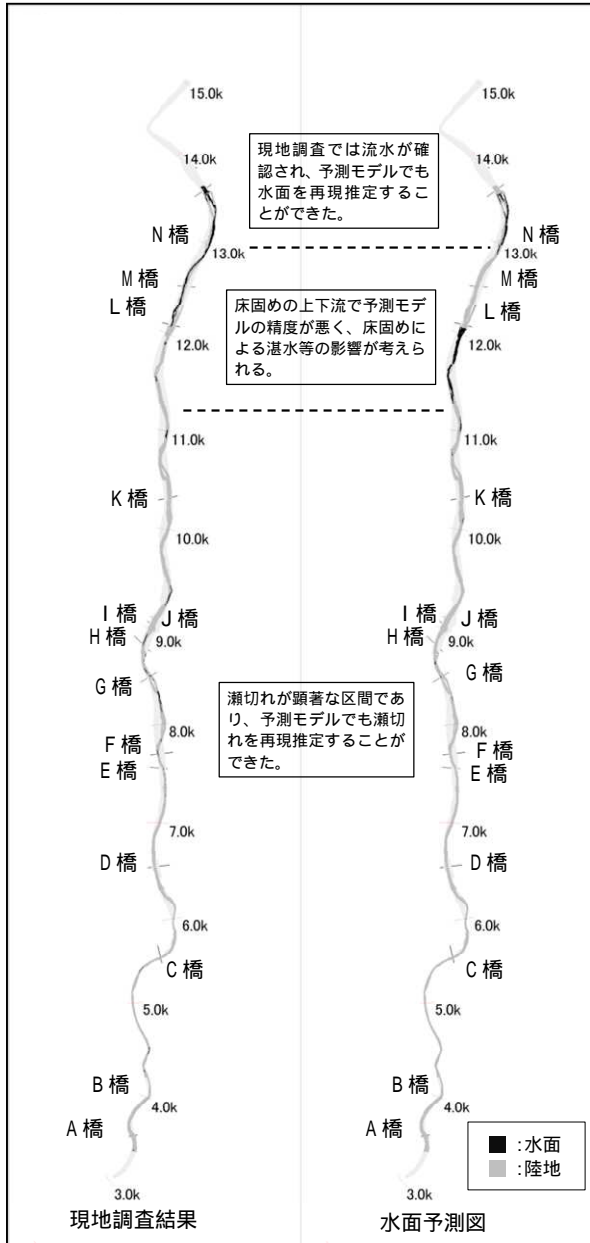 15.0k
14.0k
N橋
13.0k
M橋
L橋
12.0k
11.0k
K橋
10.0k
I橋
J橋
H橋
9.0k
G橋
8.0k
F橋
E橋
7.0k
D橋
6.0k
C橋
5.0k
B橋
4.0k
A橋
3.0k
現地調査結果
現地調査では流水が確
認され、予測モデルでも
水面を再現推定するこ
とができた。
床固めの上下流で予測モデ
ルの精度が悪く、床固めに
よる湛水等の影響が考えら
れる。
瀬切れが顕著な区間であ
り、予測モデルでも瀬切
れを再現推定することが
できた。
15.0k
14.0k
N橋
13.0k
M橋
L橋
12.0k
11.0k
K橋
10.0k
I橋
J橋
H橋
9.0k
G橋
8.0k
F橋
E橋
7.0k
D橋
6.0k
C橋
5.0k
B橋
4.0k
A橋
3.0k
水面予測図
:水面
:陸地